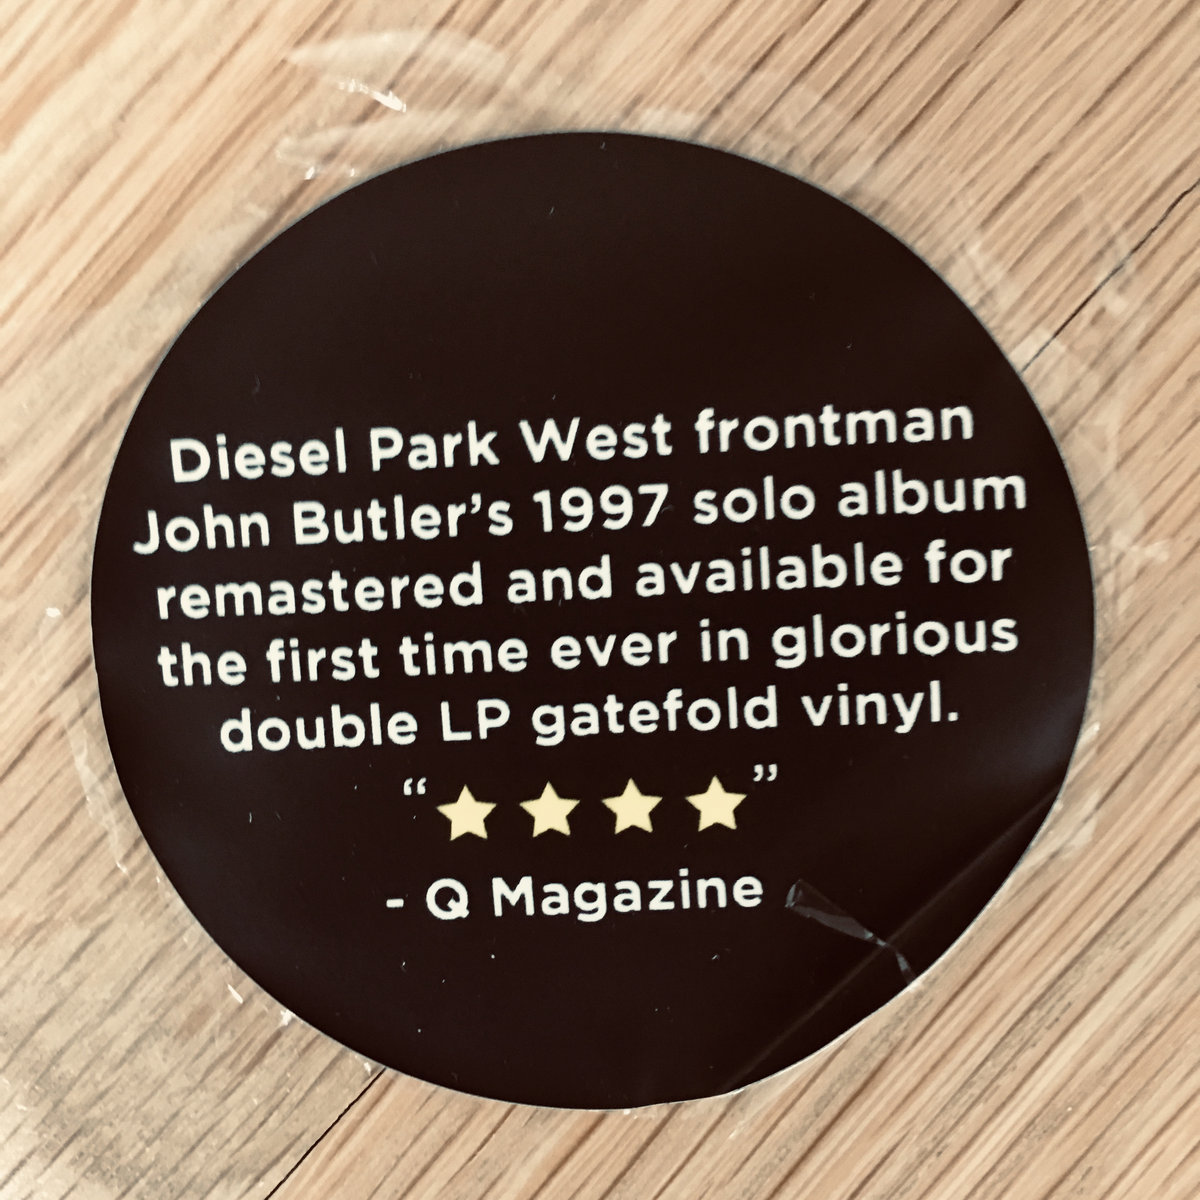 Diesel Park West frontman
John Butler's 1997 solo album
remastered and available for
the first time ever in glorious
double LP gatefold vinyl.
“★★★★”
- Q Magazine